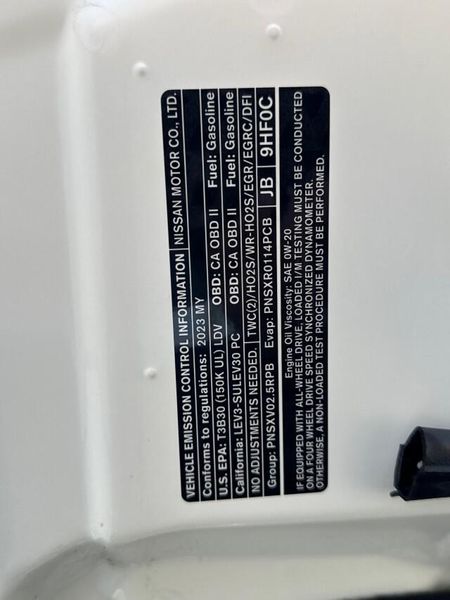 VEHICLE EMISSION CONTROL INFORMATION NISSAN MOTOR CO., LTD.
Conforms to regulations: 2023 MY
U.S. EPA: T3B30 (150K UL) LDV OBD: CA OBD II Fuel: Gasoline
California: LEV3-SULEV30 PC OBD: CA OBD II Fuel: Gasoline
NO ADJUSTMENTS NEEDED. TWC(2)/HO2S/WR-HO2S/EGR/EGRC/DFI
Group: PNSXV02.5RPB Evap: PNSXR0114PCB JB 9HF0C
Engine Oil Viscosity: SAE 0W-20
IF EQUIPPED WITH ALL-WHEEL DRIVE, LOADED I/M TESTING MUST BE CONDUCTED
ON A FOUR WHEEL DRIVE SPEED SYNCHRONIZED DYNAMOMETER.
OTHERWISE, A NON-LOADED TEST PROCEDURE MUST BE USED.